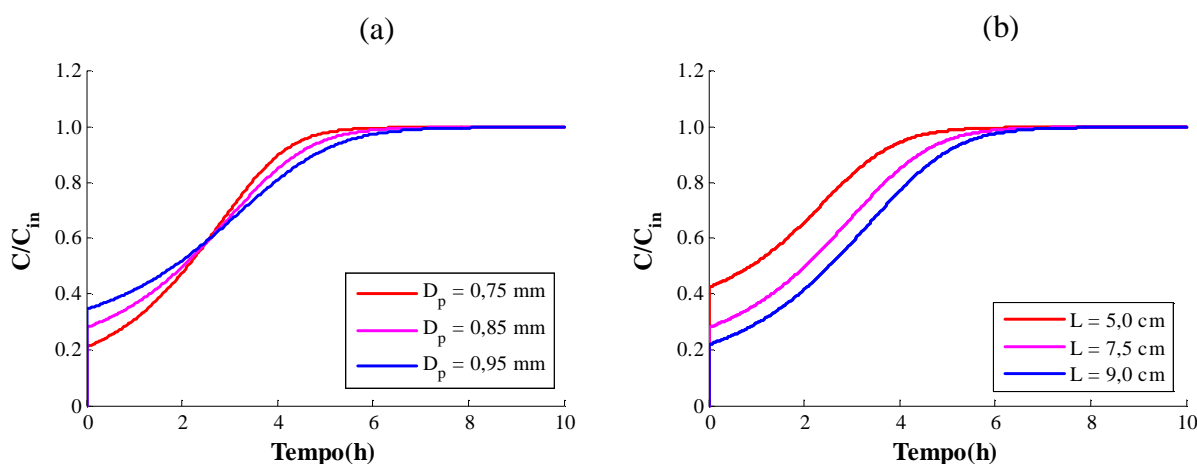 (a)
1.2
1.0
0.8
0.6
0.4
0.2
0
C/C_in
D_p = 0,75 mm
D_p = 0,85 mm
D_p = 0,95 mm
0 2 4 6 8 10
Tempo(h)
(b)
1.2
1.0
0.8
0.6
0.4
0.2
0
C/C_in
L = 5,0 cm
L = 7,5 cm
L = 9,0 cm
0 2 4 6 8 10
Tempo(h)